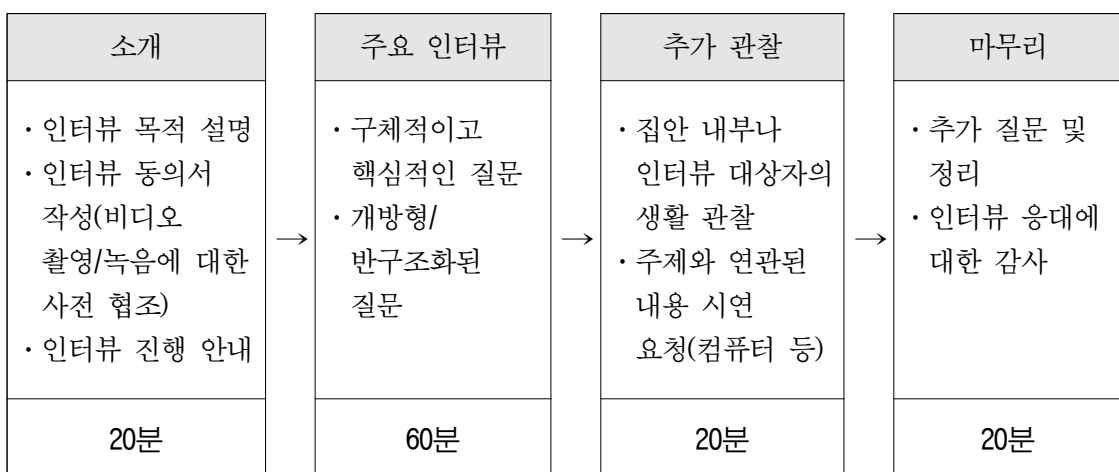 소개
· 인터뷰 목적 설명
· 인터뷰 동의서
작성(비디오
촬영/녹음에 대한
사전 협조)
· 인터뷰 진행 안내
20분
→
주요 인터뷰
· 구체적이고
핵심적인 질문
· 개방형/
반구조화된
질문
60분
→
추가 관찰
· 집안 내부나
인터뷰 대상자의
생활 관찰
· 주제와 연관된
내용 시연
요청(컴퓨터 등)
20분
→
마무리
· 추가 질문 및
정리
· 인터뷰 응대에
대한 감사
20분